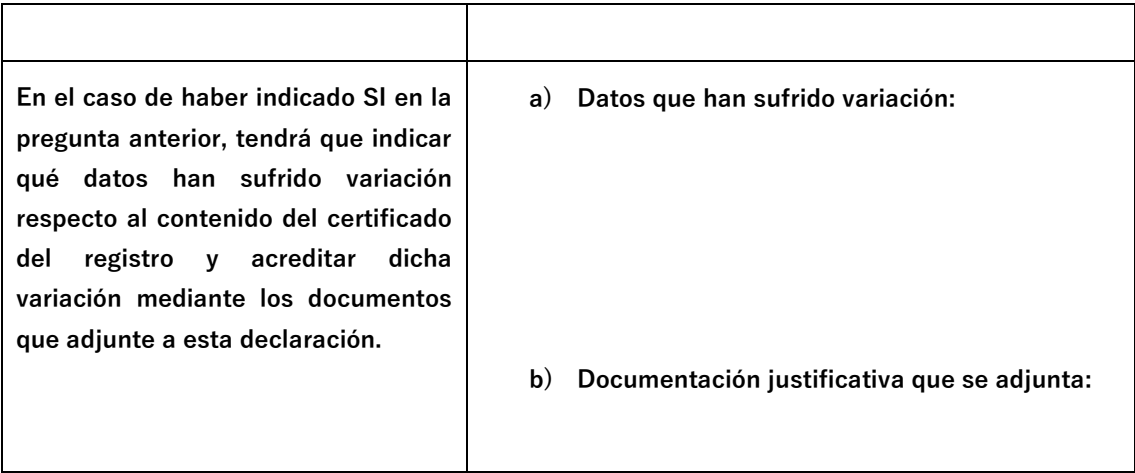 En el caso de haber indicado SI en la
pregunta anterior, tendrá que indicar
qué datos han sufrido variación
respecto al contenido del certificado
del registro y acreditar dicha
variación mediante los documentos
que adjunte a esta declaración.
a) Datos que han sufrido variación:
b) Documentación justificativa que se adjunta: